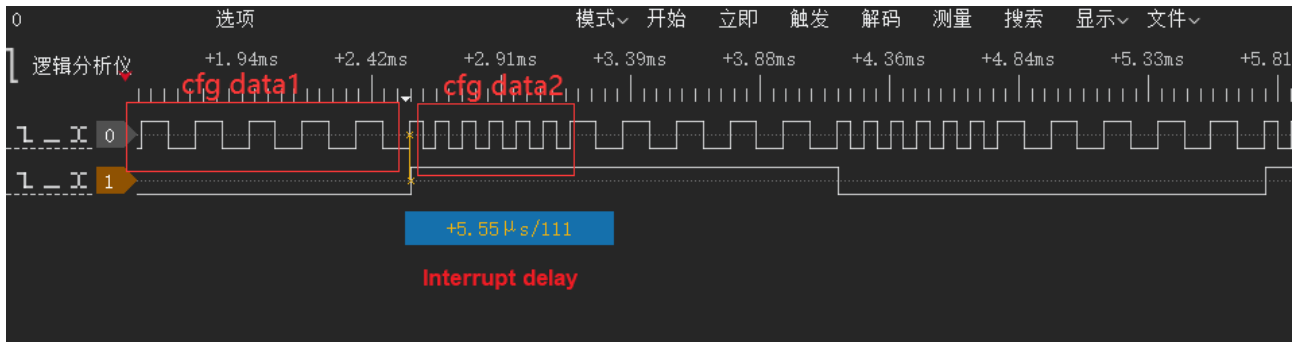 0 选项 模式 开始 立即 触发 解码 测量 搜索 显示 文件
逻辑分析仪 +1.94ms +2.42ms +2.91ms +3.39ms +3.88ms +4.36ms +4.84ms +5.33ms +5.81
cfg data1 cfg data2
0
1
+5.55μs/111
Interrupt delay